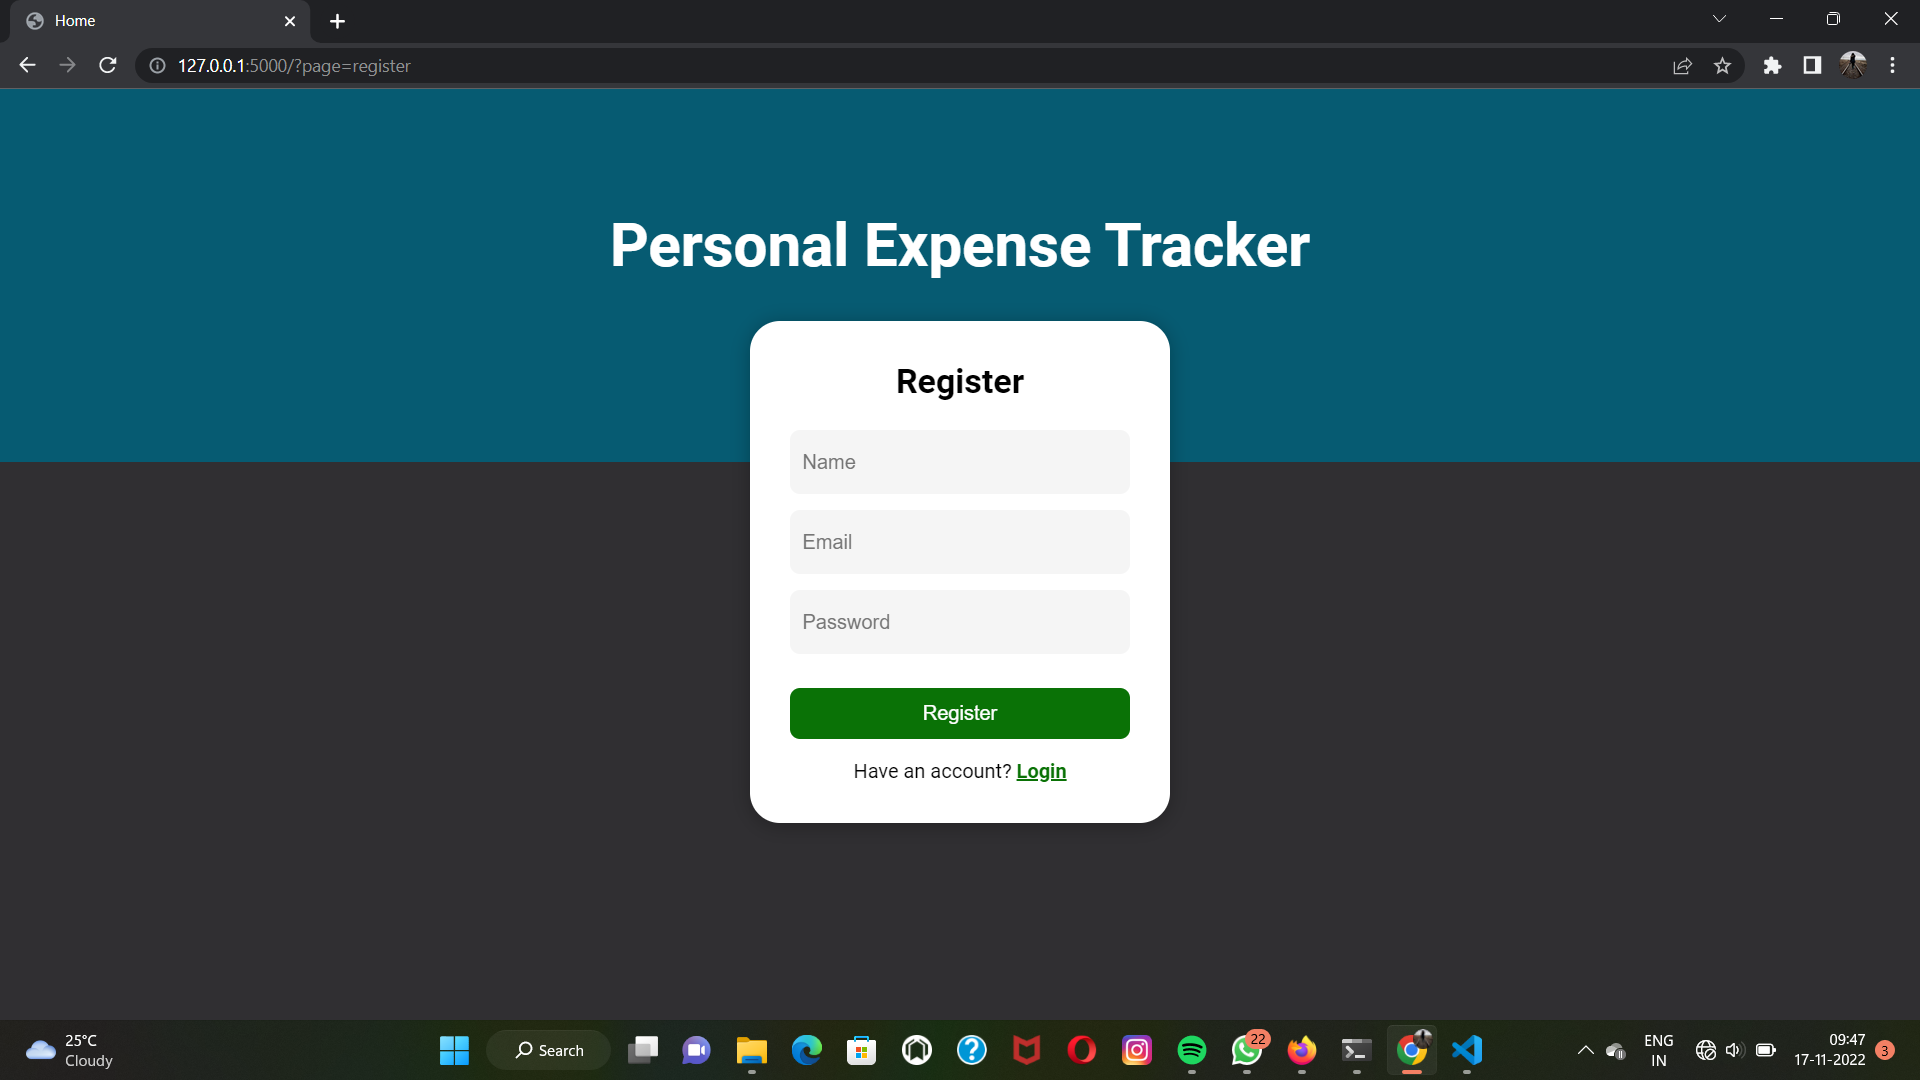 Home
127.0.0.1:5000/?page=register
Personal Expense Tracker
Register
Name
Email
Password
Register
Have an account? Login
25°C
Cloudy
Search
22
ENG
IN
09:47
17-11-2022
3